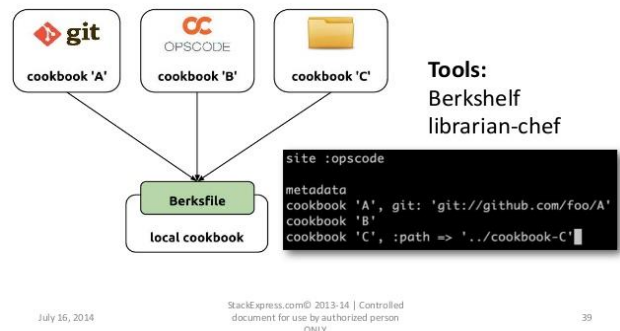 git
OPSCODE
cookbook 'A'
cookbook 'B'
cookbook 'C'
Tools:
Berkshelf
librarian-chef
Berksfile
local cookbook
site :opscode
metadata
cookbook 'A', git: 'git://github.com/foo/A'
cookbook 'B'
cookbook 'C', :path => '../cookbook-C'
July 16, 2014
StackExpress.com© 2013-14 | Controlled
document for use by authorized person
ONLY
39